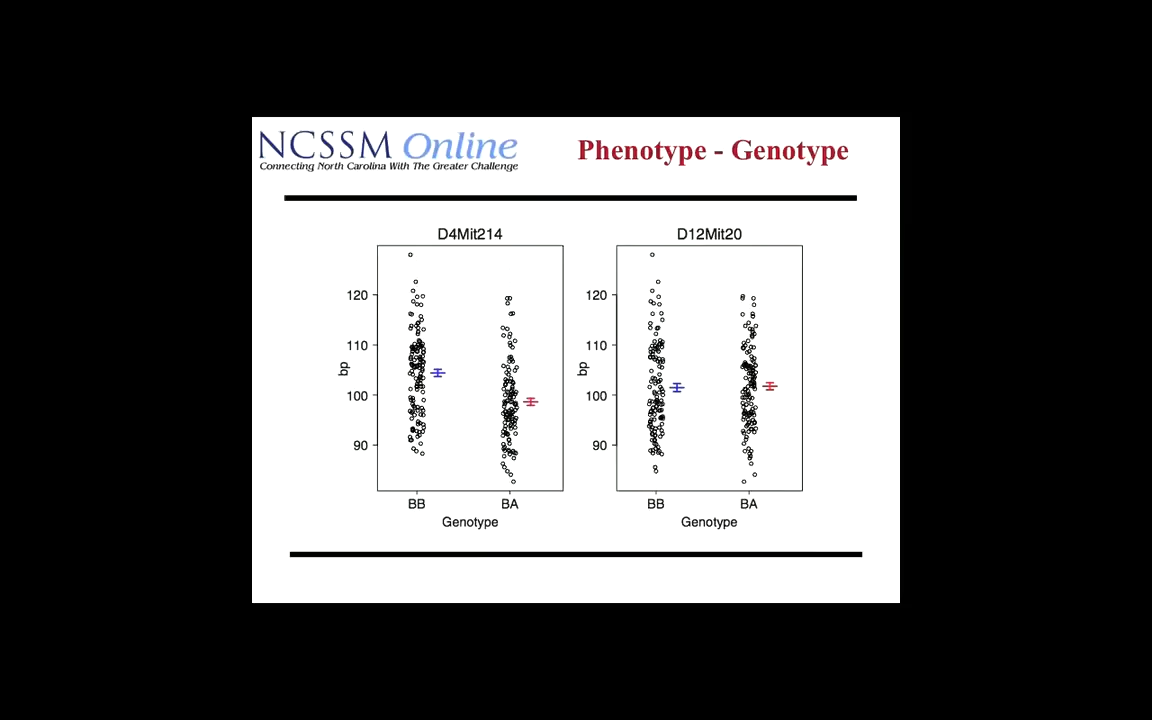 NCSSM Online
Connecting North Carolina With The Greater Challenge
Phenotype - Genotype
D4Mit214
120
110
100
90
bp
BB BA
Genotype
D12Mit20
120
110
100
90
bp
BB BA
Genotype